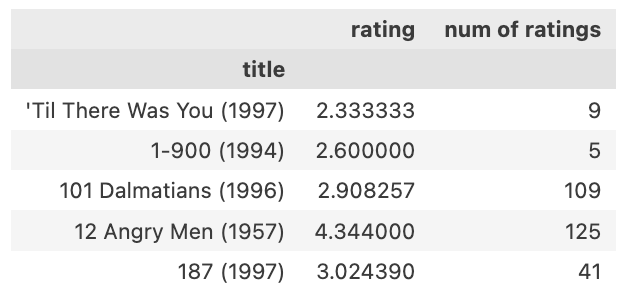 rating num of ratings
title
'Til There Was You (1997) 2.333333 9
1-900 (1994) 2.600000 5
101 Dalmatians (1996) 2.908257 109
12 Angry Men (1957) 4.344000 125
187 (1997) 3.024390 41